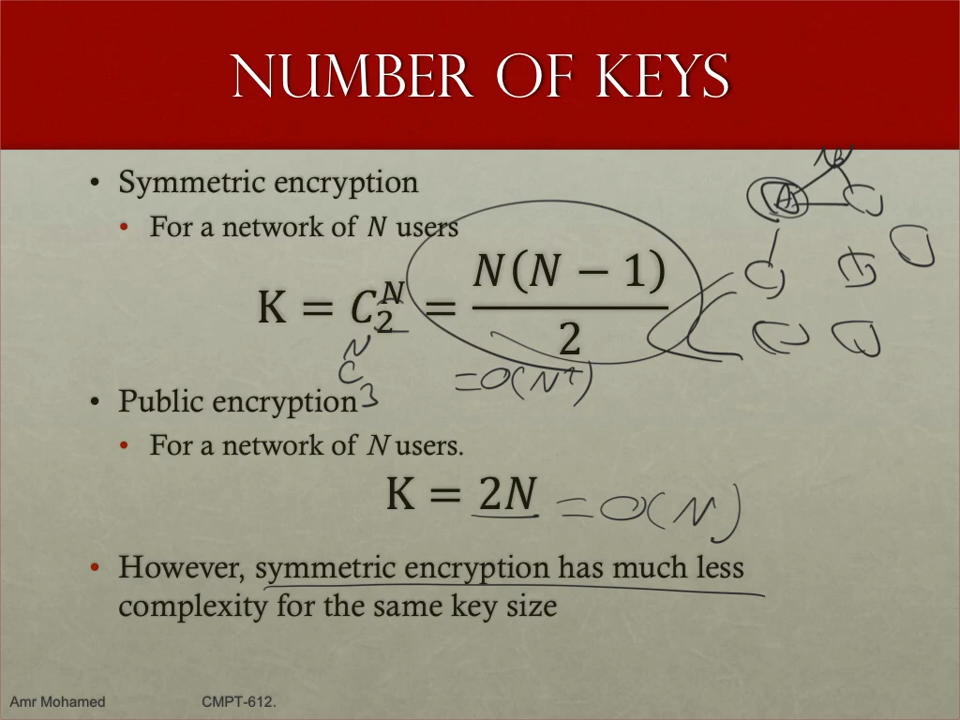 NUMBER OF KEYS
• Symmetric encryption
• For a network of N users
K = C₂ᴺ = N(N − 1) / 2
N
C
3
= O(N²)
A
B
• Public encryption
• For a network of N users.
K = 2N = O(N)
• However, symmetric encryption has much less
complexity for the same key size
Amr Mohamed CMPT-612.